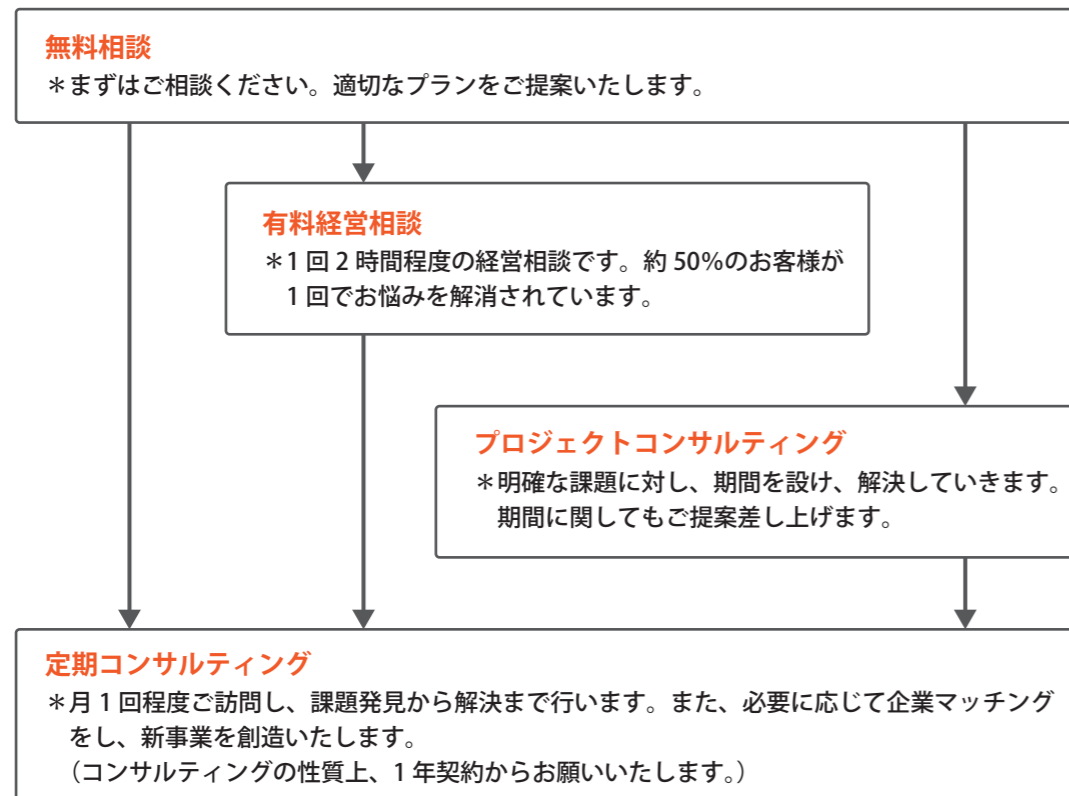 無料相談
＊まずはご相談ください。適切なプランをご提案いたします。
有料経営相談
＊1 回 2 時間程度の経営相談です。約 50％のお客様が
1 回でお悩みを解消されています。
プロジェクトコンサルティング
＊明確な課題に対し、期間を設け、解決していきます。
期間に関してもご提案差し上げます。
定期コンサルティング
＊月 1 回程度ご訪問し、課題発見から解決まで行います。また、必要に応じて企業マッチング
をし、新事業を創造いたします。
（コンサルティングの性質上、1 年契約からお願いいたします。）